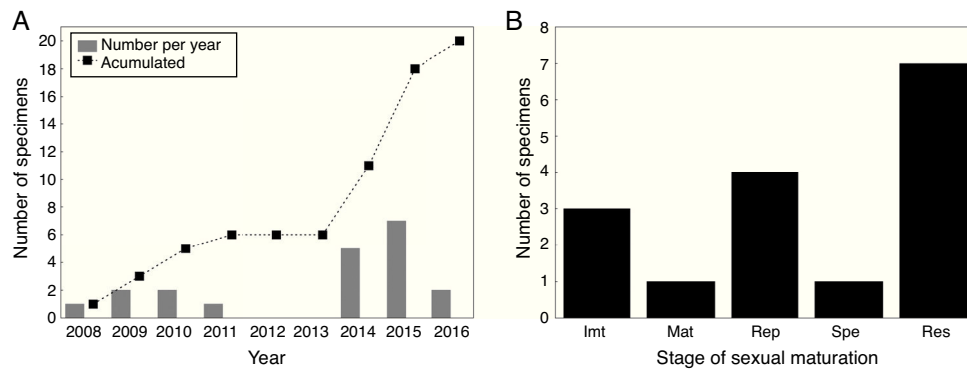 A
Number of specimens
20
18
16
14
12
10
8
6
4
2
0
Number per year
Acumulated
2008 2009 2010 2011 2012 2013 2014 2015 2016
Year
B
Number of specimens
8
7
6
5
4
3
2
1
0
Imt Mat Rep Spe Res
Stage of sexual maturation